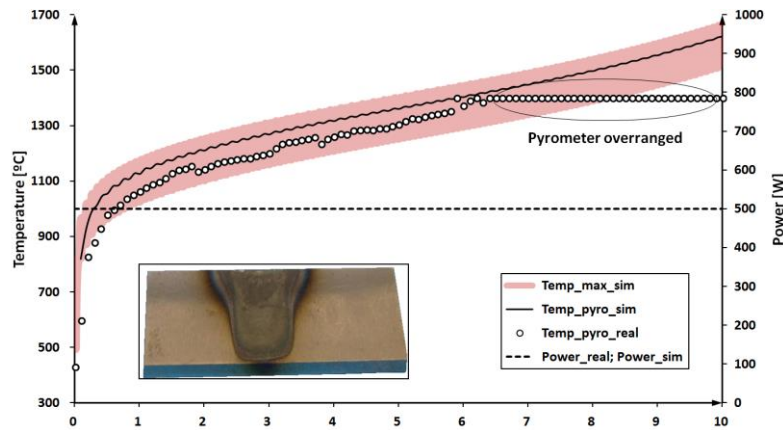 1700
1500
1300
1100
900
700
500
300
Temperature [ºC]
1000
900
800
700
600
500
400
300
200
100
0
Power [W]
Pyrometer overranged
Temp_max_sim
Temp_pyro_sim
Temp_pyro_real
Power_real; Power_sim
0 1 2 3 4 5 6 7 8 9 10